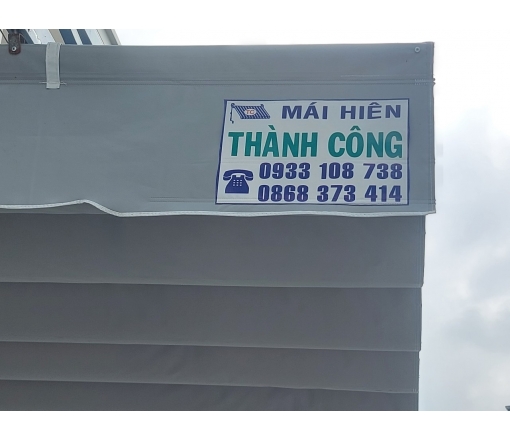 MÁI HIÊN
THÀNH CÔNG
0933 108 738
0868 373 414